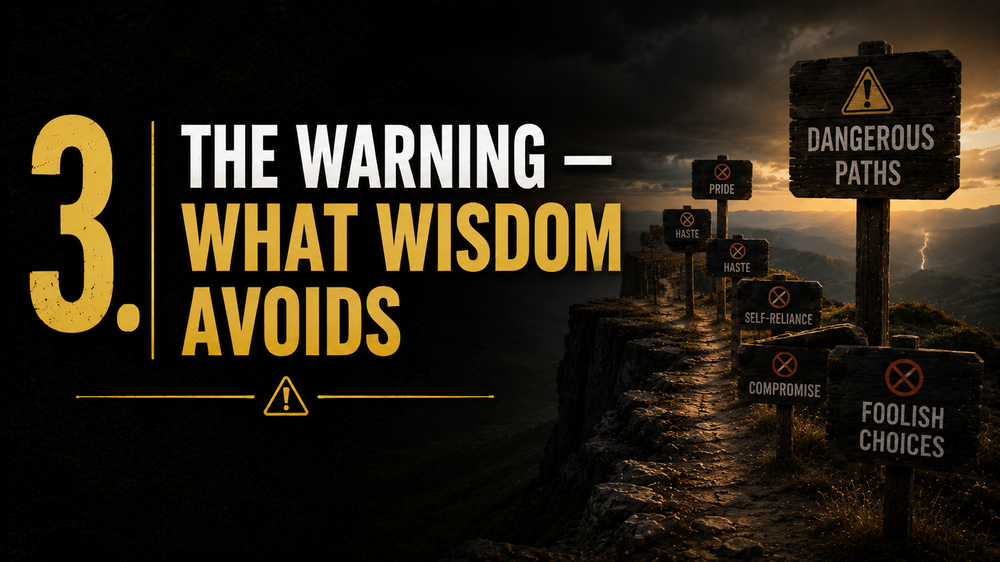 3.
THE WARNING —
WHAT WISDOM
AVOIDS
DANGEROUS
PATHS
PRIDE
HASTE
HASTE
SELF-RELIANCE
COMPROMISE
FOOLISH
CHOICES